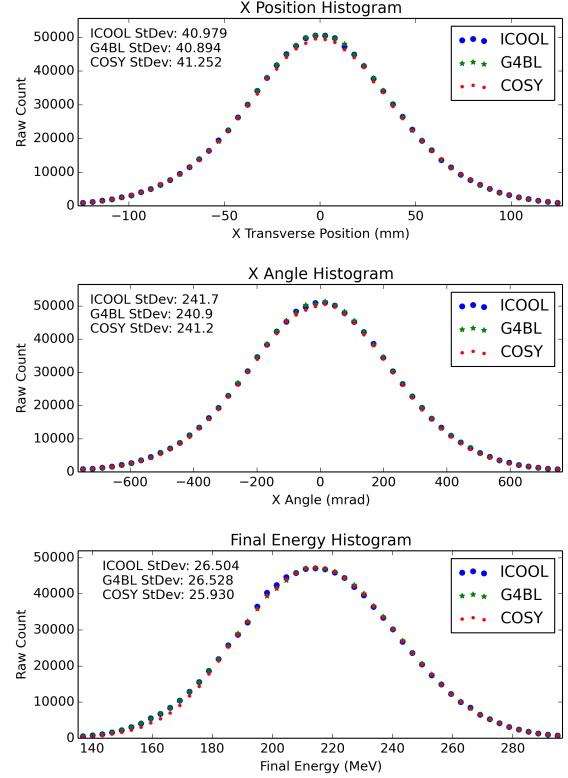 X Position Histogram
ICOOL StDev: 40.979
G4BL StDev: 40.894
COSY StDev: 41.252
ICOOL
G4BL
COSY
50000
40000
30000
20000
10000
0
Raw Count
−100 −50 0 50 100
X Transverse Position (mm)
X Angle Histogram
ICOOL StDev: 241.7
G4BL StDev: 240.9
COSY StDev: 241.2
ICOOL
G4BL
COSY
50000
40000
30000
20000
10000
0
Raw Count
−600 −400 −200 0 200 400 600
X Angle (mrad)
Final Energy Histogram
ICOOL StDev: 26.504
G4BL StDev: 26.528
COSY StDev: 25.930
ICOOL
G4BL
COSY
50000
40000
30000
20000
10000
0
Raw Count
140 160 180 200 220 240 260 280
Final Energy (MeV)